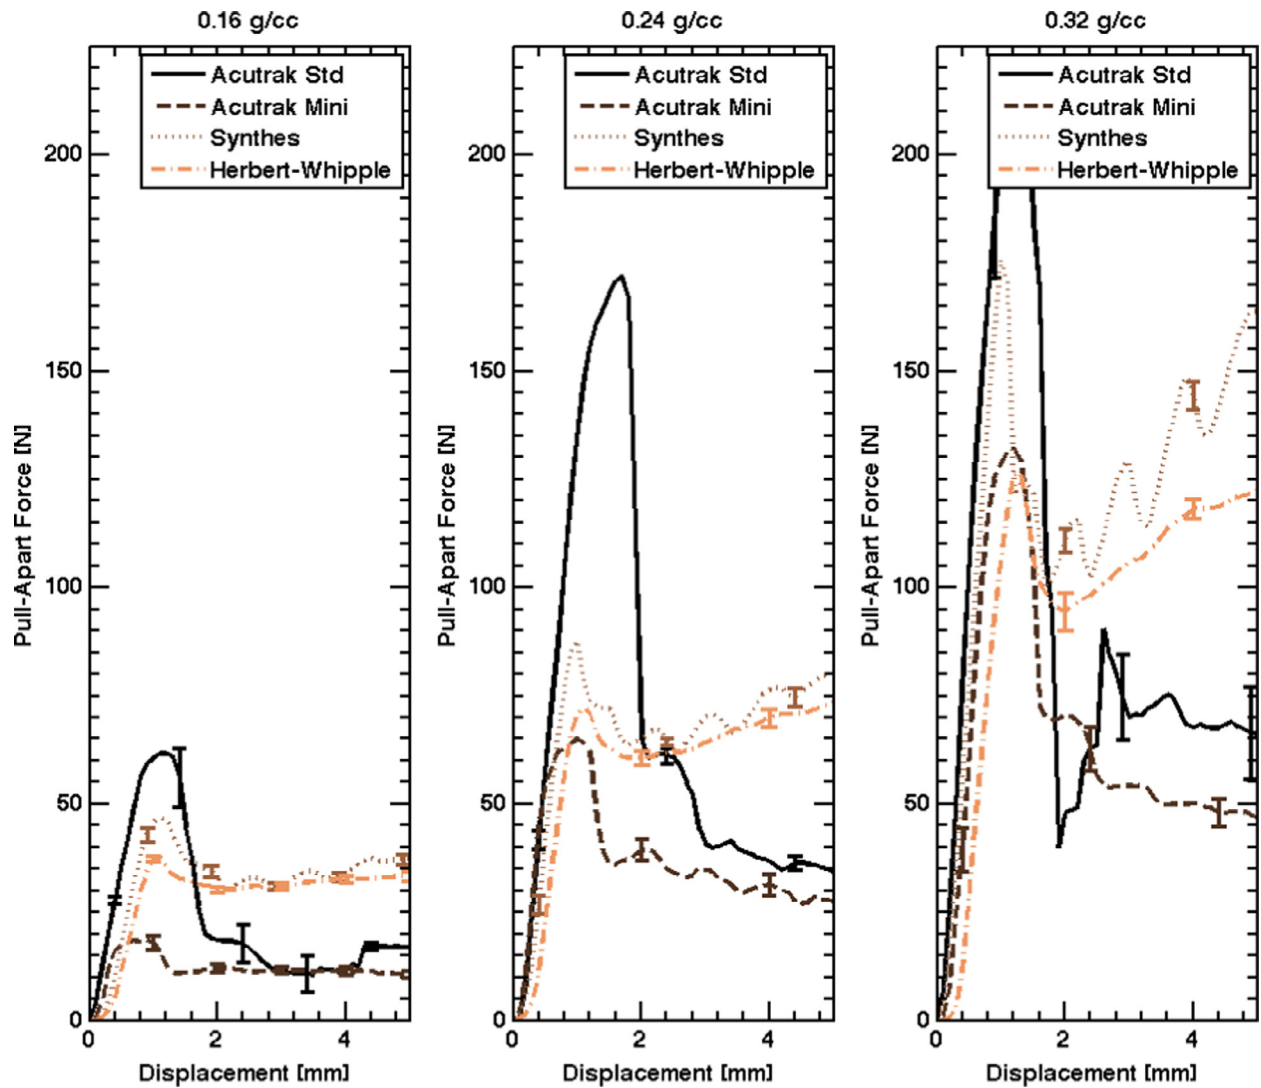 0.16 g/cc
Acutrak Std
Acutrak Mini
Synthes
Herbert-Whipple
200
150
100
50
0
Pull-Apart Force [N]
0 2 4
Displacement [mm]
0.24 g/cc
Acutrak Std
Acutrak Mini
Synthes
Herbert-Whipple
200
150
100
50
0
Pull-Apart Force [N]
0 2 4
Displacement [mm]
0.32 g/cc
Acutrak Std
Acutrak Mini
Synthes
Herbert-Whipple
200
150
100
50
0
Pull-Apart Force [N]
0 2 4
Displacement [mm]